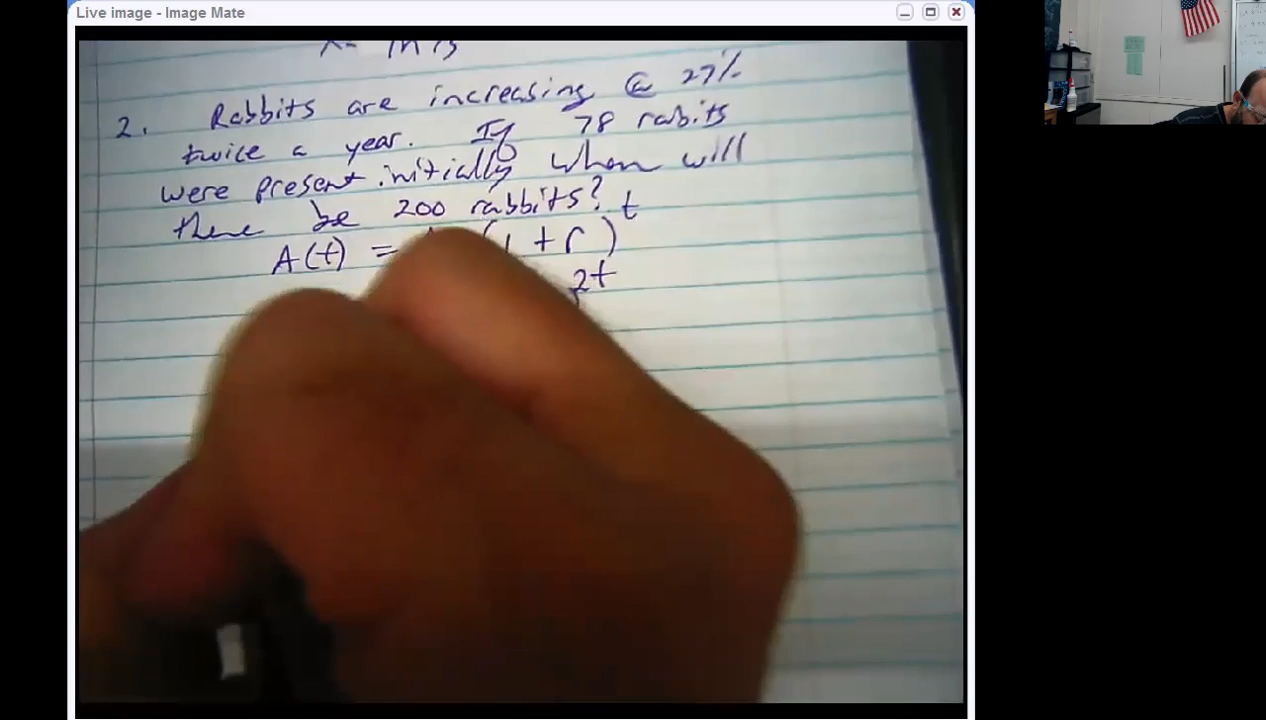 Live image - Image Mate
2. Rabbits are increasing @ 27%
twice a year. If 78 rabits
were present initially when will
there be 200 rabbits?
A(t) = (1 + r)^t
2t